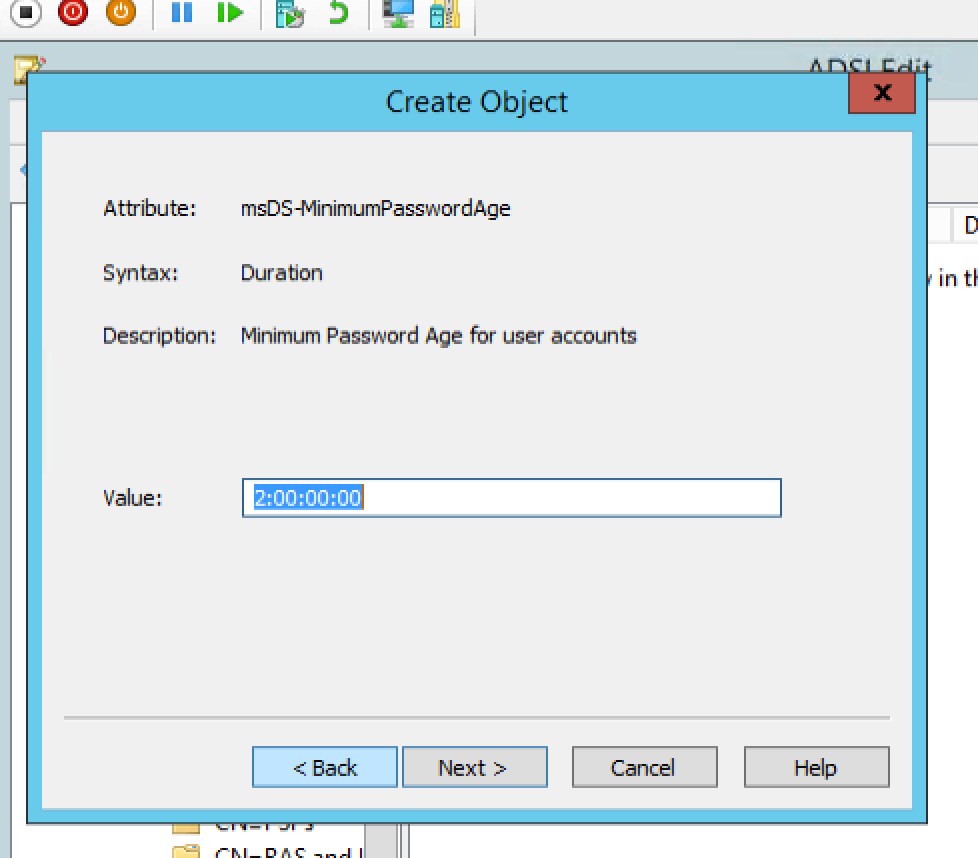 ADSI Edit
Create Object
Attribute: msDS-MinimumPasswordAge
D
Syntax: Duration
in th
Description: Minimum Password Age for user accounts
Value: 2:00:00:00
< Back Next > Cancel Help
CN=PSPs
CN=RAS and I